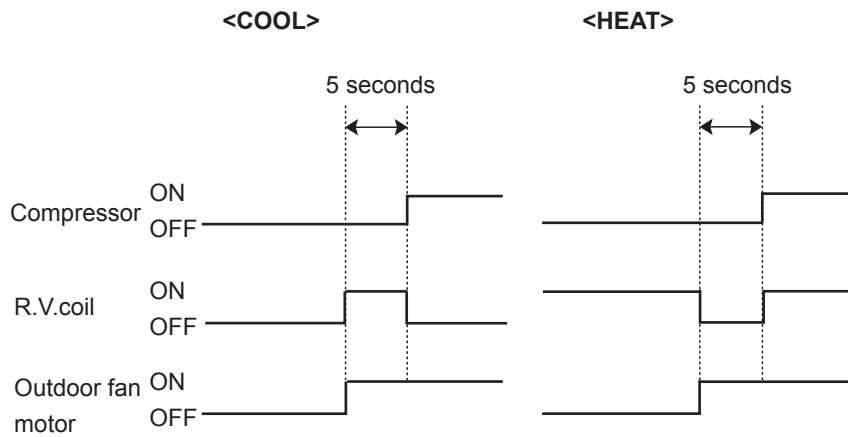 <COOL> <HEAT>
5 seconds 5 seconds
ON
Compressor
OFF
ON
R.V.coil
OFF
Outdoor fan ON
motor OFF